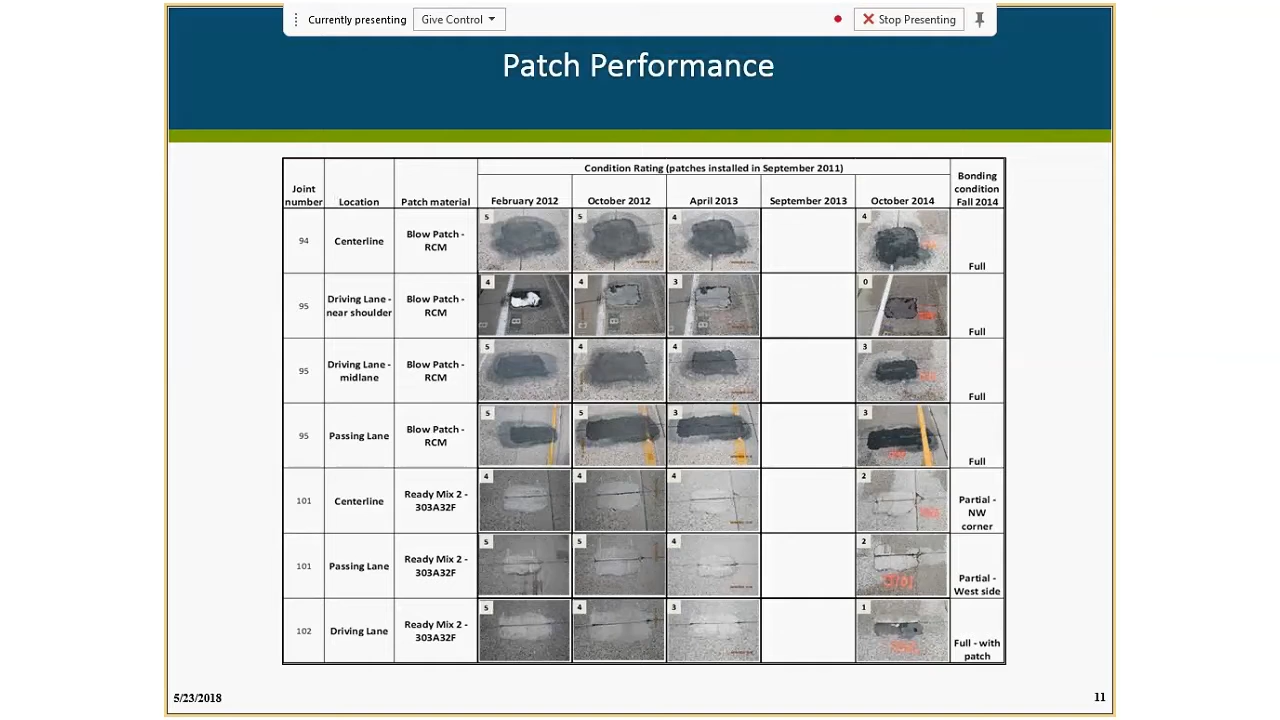 Currently presenting
Give Control
Stop Presenting
Patch Performance
Condition Rating (patches installed in September 2011)
Joint number
Location
Patch material
February 2012
October 2012
April 2013
September 2013
October 2014
Bonding condition Fall 2014
94
Centerline
Blow Patch - RCM
5
5
4
4
Full
95
Driving Lane - near shoulder
Blow Patch - RCM
4
4
3
0
Full
95
Driving Lane - midlane
Blow Patch - RCM
5
4
4
3
Full
95
Passing Lane
Blow Patch - RCM
5
5
3
3
Full
101
Centerline
Ready Mix 2 - 303A32F
4
4
4
2
Partial - NW corner
101
Passing Lane
Ready Mix 2 - 303A32F
5
5
4
2
Partial - West side
102
Driving Lane
Ready Mix 2 - 303A32F
5
4
3
1
Full - with patch
5/23/2018
11